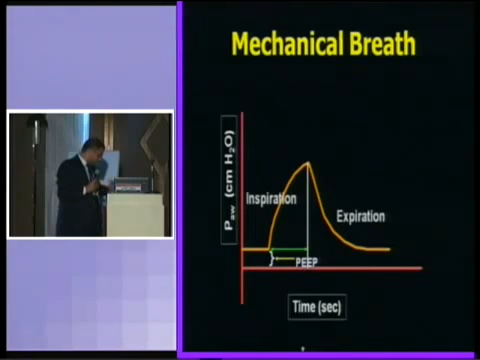 Mechanical Breath
Paw (cm H2O)
Inspiration
Expiration
PEEP
Time (sec)